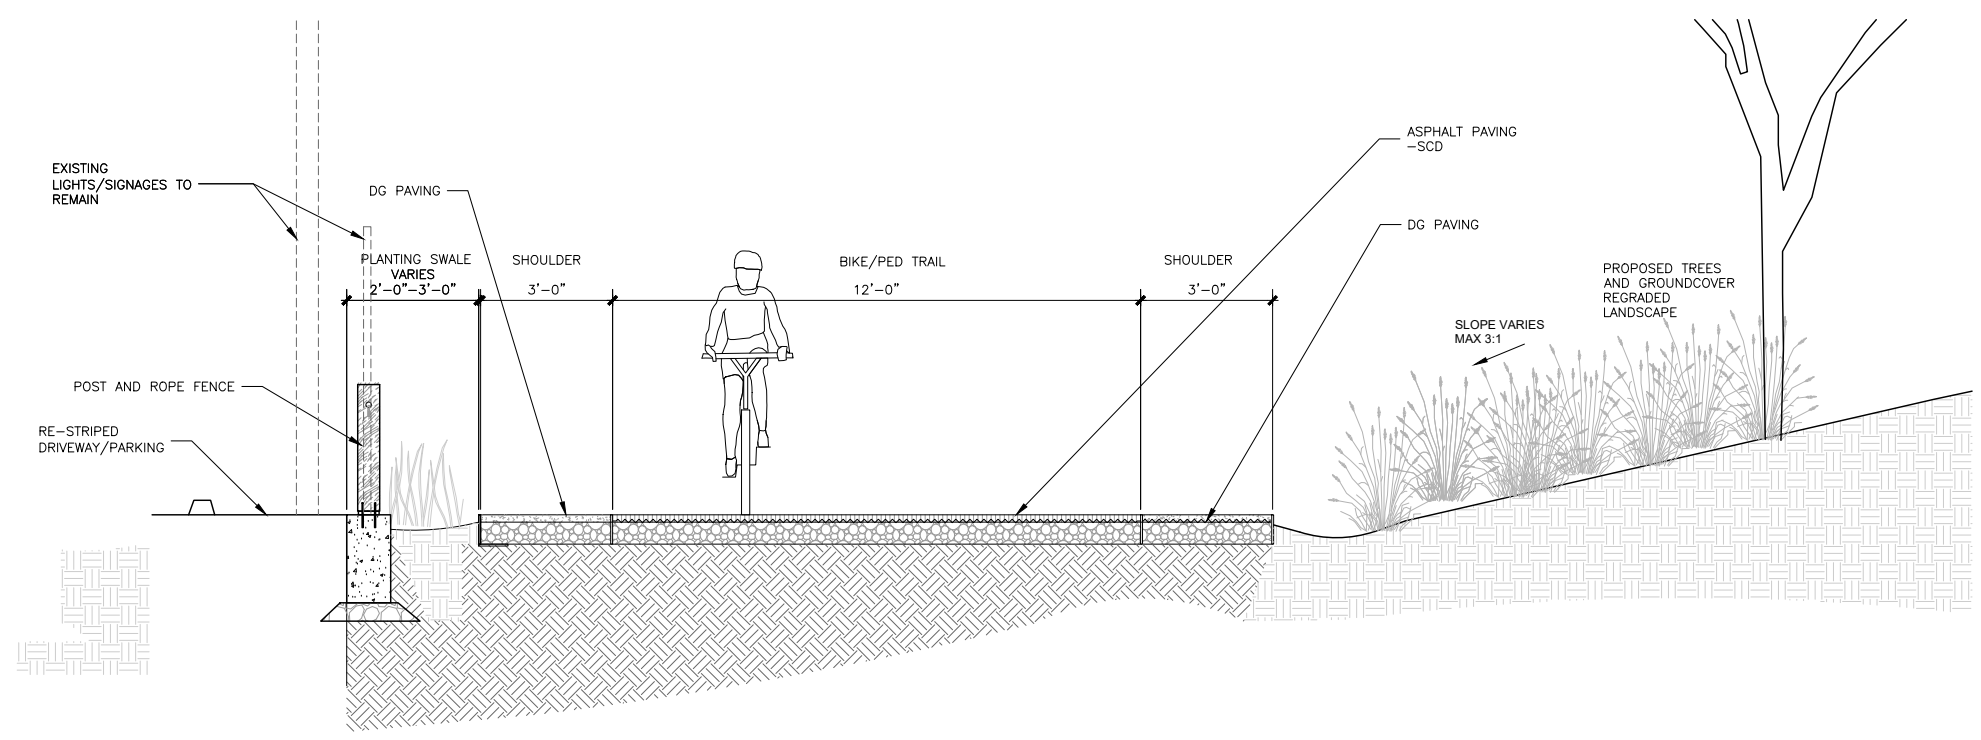 ASPHALT PAVING
-SCD
EXISTING
LIGHTS/SIGNAGES TO
REMAIN
DG PAVING
DG PAVING
PLANTING SWALE
VARIES
2'-0"-3'-0"
SHOULDER
3'-0"
BIKE/PED TRAIL
12'-0"
SHOULDER
3'-0"
PROPOSED TREES
AND GROUNDCOVER
REGRADED
LANDSCAPE
SLOPE VARIES
MAX 3:1
POST AND ROPE FENCE
RE-STRIPED
DRIVEWAY/PARKING